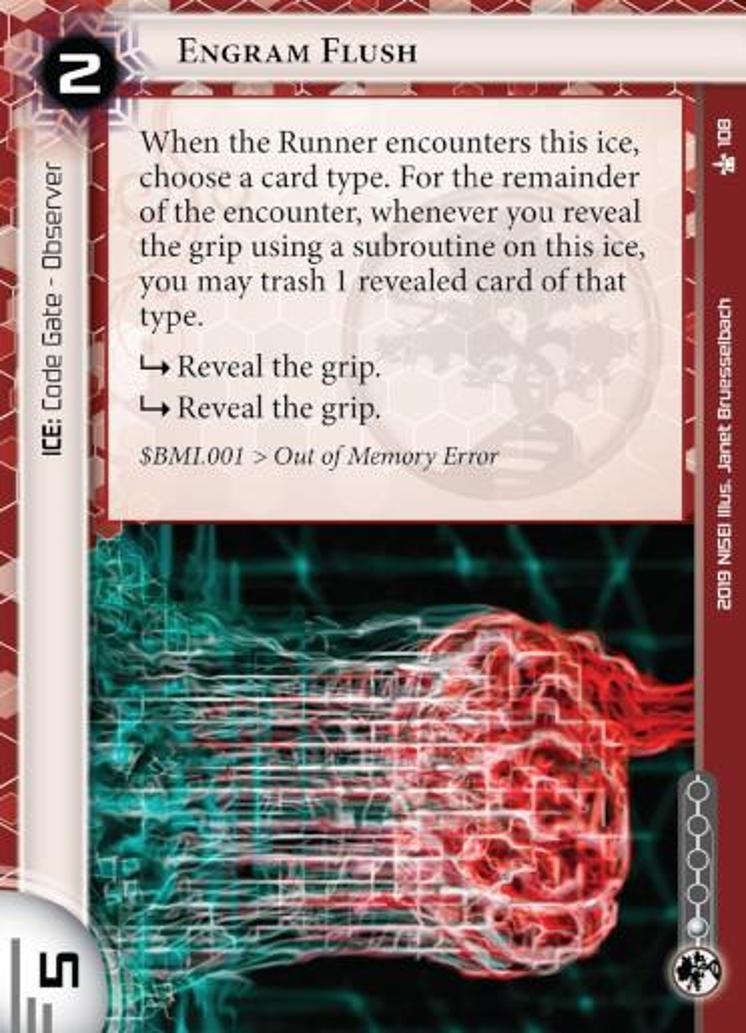 2
ENGRAM FLUSH
ICE: Code Gate - Observer
When the Runner encounters this ice,
choose a card type. For the remainder
of the encounter, whenever you reveal
the grip using a subroutine on this ice,
you may trash 1 revealed card of that
type.
↳ Reveal the grip.
↳ Reveal the grip.
$BMI.001 > Out of Memory Error
108
2019 NISEI Illus. Janet Bruesselbach
5